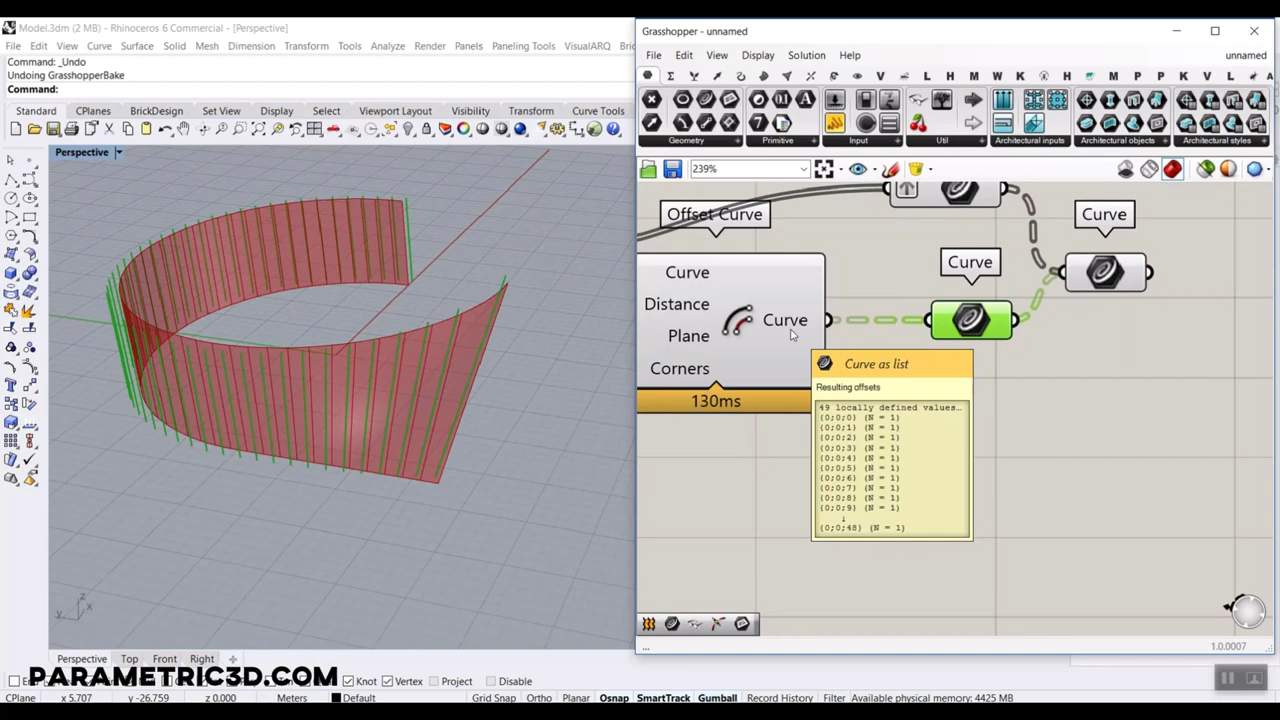 Model.3dm (2 MB) - Rhinoceros 6 Commercial - [Perspective]
File Edit View Curve Surface Solid Mesh Dimension Transform Tools Analyze Render Panels Paneling Tools VisualARQ
Command: _Undo
Undoing GrasshopperBake
Command:
Standard CPlanes BrickDesign Set View Display Select Viewport Layout Visibility Transform Curve Tools
Perspective
z
y
x
Perspective Top Front Right
Knot Vertex Project Disable
CPlane x 5.707 y -26.759 z 0.000 Meters Default Grid Snap Ortho Planar Osnap SmartTrack Gumball Record History Filter Available physical memory: 4425 MB
PARAMETRIC3D.COM
Grasshopper - unnamed
File Edit View Display Solution Help unnamed
Σ V L H M W K H M P P K V L A
Geometry Primitive Input Util Architectural inputs Architectural objects Architectural styles
239%
Offset Curve
Curve
Distance
Plane
Corners
Curve
130ms
Curve
Curve
Curve as list
Resulting offsets
49 locally defined values…
{0;0;0} (N = 1)
{0;0;1} (N = 1)
{0;0;2} (N = 1)
{0;0;3} (N = 1)
{0;0;4} (N = 1)
{0;0;5} (N = 1)
{0;0;6} (N = 1)
{0;0;7} (N = 1)
{0;0;8} (N = 1)
{0;0;9} (N = 1)
↓
{0;0;48} (N = 1)
...
1.0.0007